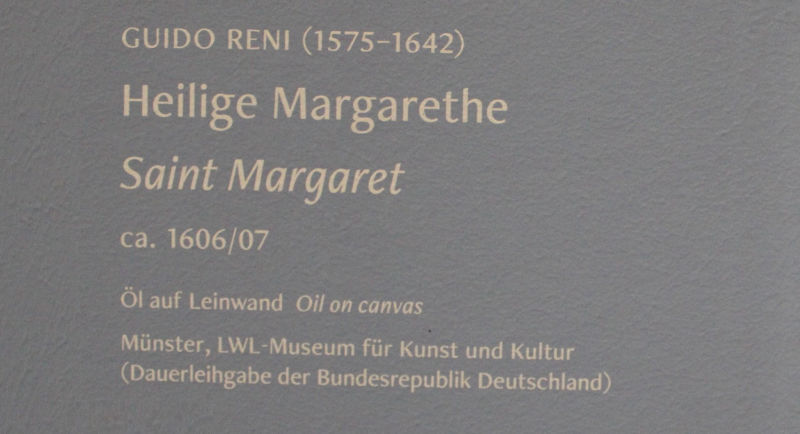 GUIDO RENI (1575–1642)
Heilige Margarethe
Saint Margaret
ca. 1606/07
Öl auf Leinwand Oil on canvas
Münster, LWL-Museum für Kunst und Kultur
(Dauerleihgabe der Bundesrepublik Deutschland)